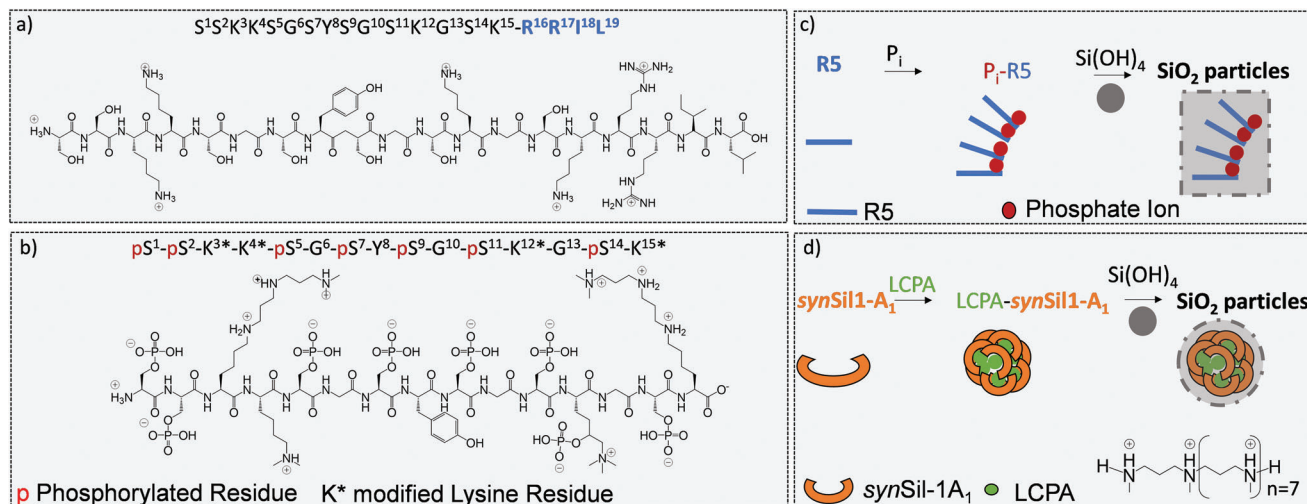 a)
S¹S²K³K⁴S⁵G⁶S⁷Y⁸S⁹G¹⁰S¹¹K¹²G¹³S¹⁴K¹⁵-R¹⁶R¹⁷I¹⁸L¹⁹
b)
pS¹-pS²-K³*-K⁴*-pS⁵-G⁶-pS⁷-Y⁸-pS⁹-G¹⁰-pS¹¹-K¹²*-G¹³-pS¹⁴-K¹⁵*
p Phosphorylated Residue K* modified Lysine Residue
c)
R5 Pi Pi-R5 Si(OH)₄ SiO₂ particles
R5 Phosphate Ion
d)
synSil1-A₁ LCPA LCPA-synSil1-A₁ Si(OH)₄ SiO₂ particles
synSil-1A₁ LCPA
n=7